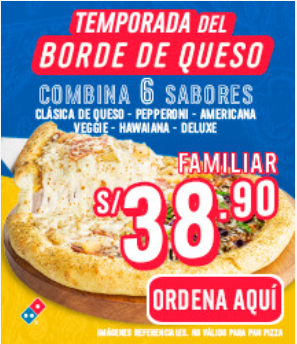 TEMPORADA DEL
BORDE DE QUESO
COMBINA 6 SABORES
CLÁSICA DE QUESO - PEPPERONI - AMERICANA
VEGGIE - HAWAIANA - DELUXE
FAMILIAR
S/38.90
ORDENA AQUÍ
IMÁGENES REFERENCIALES. NO VÁLIDO PARA PAN PIZZA